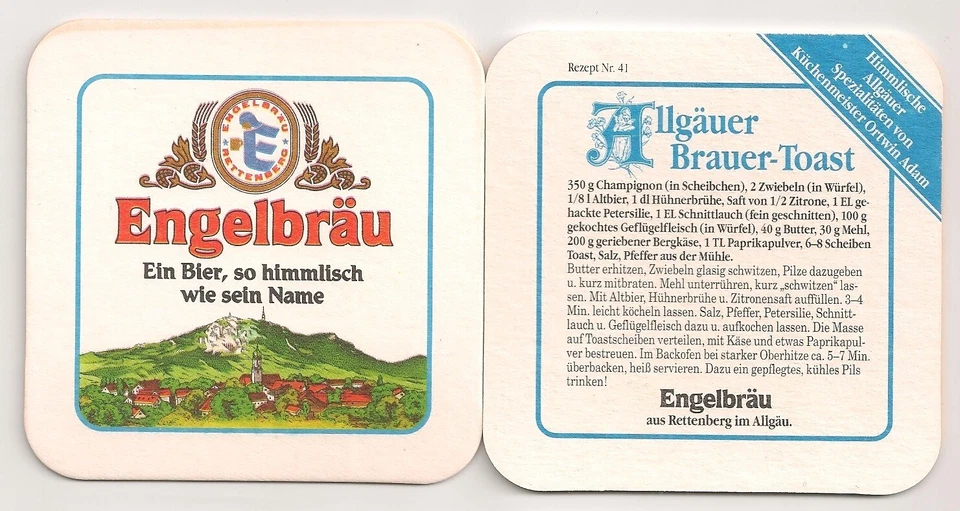 ENGELBRÄU
RETTENBERG
Engelbräu
Ein Bier, so himmlisch
wie sein Name
Rezept Nr. 41
Himmlische
Allgäuer
Spezialitäten von
Küchenmeister Ortwin Adam
Allgäuer
Brauer-Toast
350 g Champignon (in Scheibchen), 2 Zwiebeln (in Würfel),
1/8 l Altbier, 1 dl Hühnerbrühe, Saft von 1/2 Zitrone, 1 EL ge-
hackte Petersilie, 1 EL Schnittlauch (fein geschnitten), 100 g
gekochtes Geflügelfleisch (in Würfel), 40 g Butter, 30 g Mehl,
200 g geriebener Bergkäse, 1 TL Paprikapulver, 6–8 Scheiben
Toast, Salz, Pfeffer aus der Mühle.
Butter erhitzen, Zwiebeln glasig schwitzen, Pilze dazugeben
u. kurz mitbraten. Mehl unterrühren, kurz „schwitzen" las-
sen. Mit Altbier, Hühnerbrühe u. Zitronensaft auffüllen. 3–4
Min. leicht köcheln lassen. Salz, Pfeffer, Petersilie, Schnitt-
lauch u. Geflügelfleisch dazu u. aufkochen lassen. Die Masse
auf Toastscheiben verteilen, mit Käse und etwas Paprikapul-
ver bestreuen. Im Backofen bei starker Oberhitze ca. 5–7 Min.
überbacken, heiß servieren. Dazu ein gepflegtes, kühles Pils
trinken!
Engelbräu
aus Rettenberg im Allgäu.